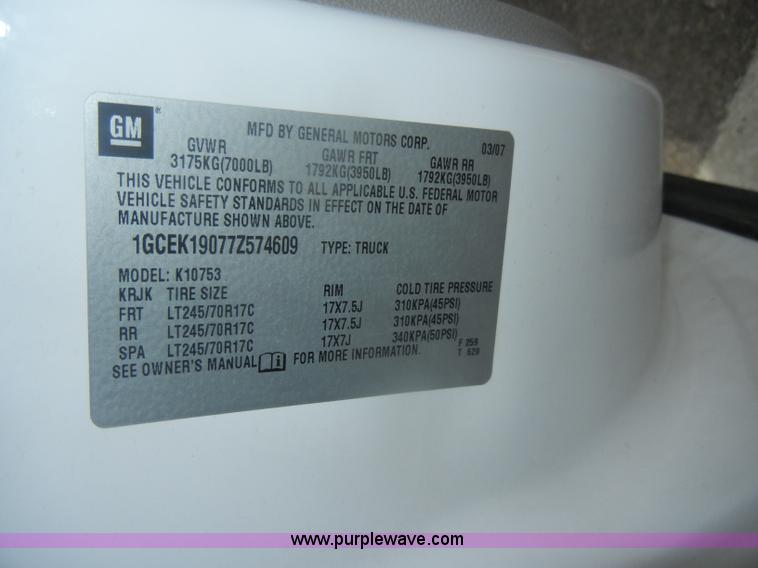 GM®
MFD BY GENERAL MOTORS CORP. 03/07
GVWR GAWR FRT GAWR RR
3175KG(7000LB) 1792KG(3950LB) 1792KG(3950LB)
THIS VEHICLE CONFORMS TO ALL APPLICABLE U.S. FEDERAL MOTOR
VEHICLE SAFETY STANDARDS IN EFFECT ON THE DATE OF
MANUFACTURE SHOWN ABOVE.
1GCEK19077Z574609 TYPE: TRUCK
MODEL: K10753
KRJK TIRE SIZE RIM COLD TIRE PRESSURE
FRT LT245/70R17C 17X7.5J 310KPA(45PSI)
RR LT245/70R17C 17X7.5J 310KPA(45PSI)
SPA LT245/70R17C 17X7J 340KPA(50PSI)
F 259
SEE OWNER'S MANUAL FOR MORE INFORMATION. T 620
www.purplewave.com